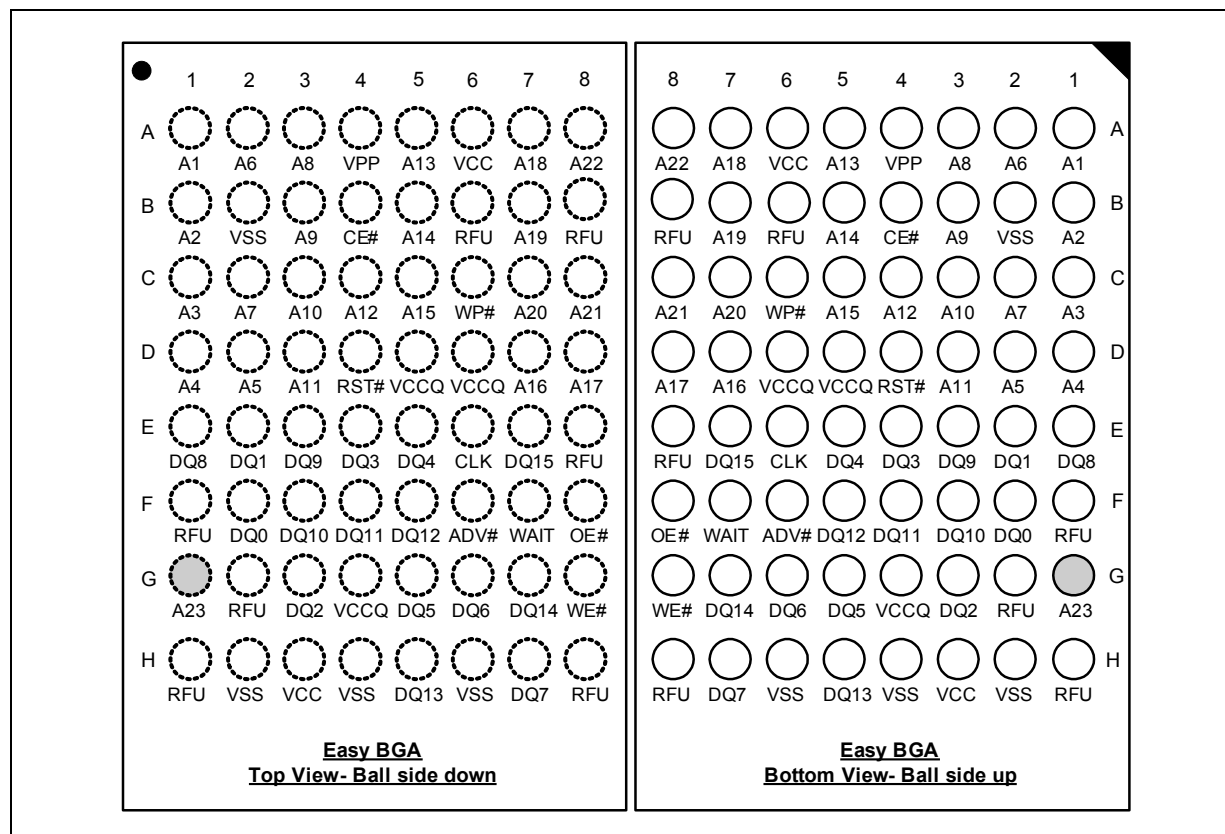 1 2 3 4 5 6 7 8
A
A1 A6 A8 VPP A13 VCC A18 A22
B
A2 VSS A9 CE# A14 RFU A19 RFU
C
A3 A7 A10 A12 A15 WP# A20 A21
D
A4 A5 A11 RST# VCCQ VCCQ A16 A17
E
DQ8 DQ1 DQ9 DQ3 DQ4 CLK DQ15 RFU
F
RFU DQ0 DQ10 DQ11 DQ12 ADV# WAIT OE#
G
A23 RFU DQ2 VCCQ DQ5 DQ6 DQ14 WE#
H
RFU VSS VCC VSS DQ13 VSS DQ7 RFU
Easy BGA
Top View- Ball side down
8 7 6 5 4 3 2 1
A
A22 A18 VCC A13 VPP A8 A6 A1
B
RFU A19 RFU A14 CE# A9 VSS A2
C
A21 A20 WP# A15 A12 A10 A7 A3
D
A17 A16 VCCQ VCCQ RST# A11 A5 A4
E
RFU DQ15 CLK DQ4 DQ3 DQ9 DQ1 DQ8
F
OE# WAIT ADV# DQ12 DQ11 DQ10 DQ0 RFU
G
WE# DQ14 DQ6 DQ5 VCCQ DQ2 RFU A23
H
RFU DQ7 VSS DQ13 VSS VCC VSS RFU
Easy BGA
Bottom View- Ball side up